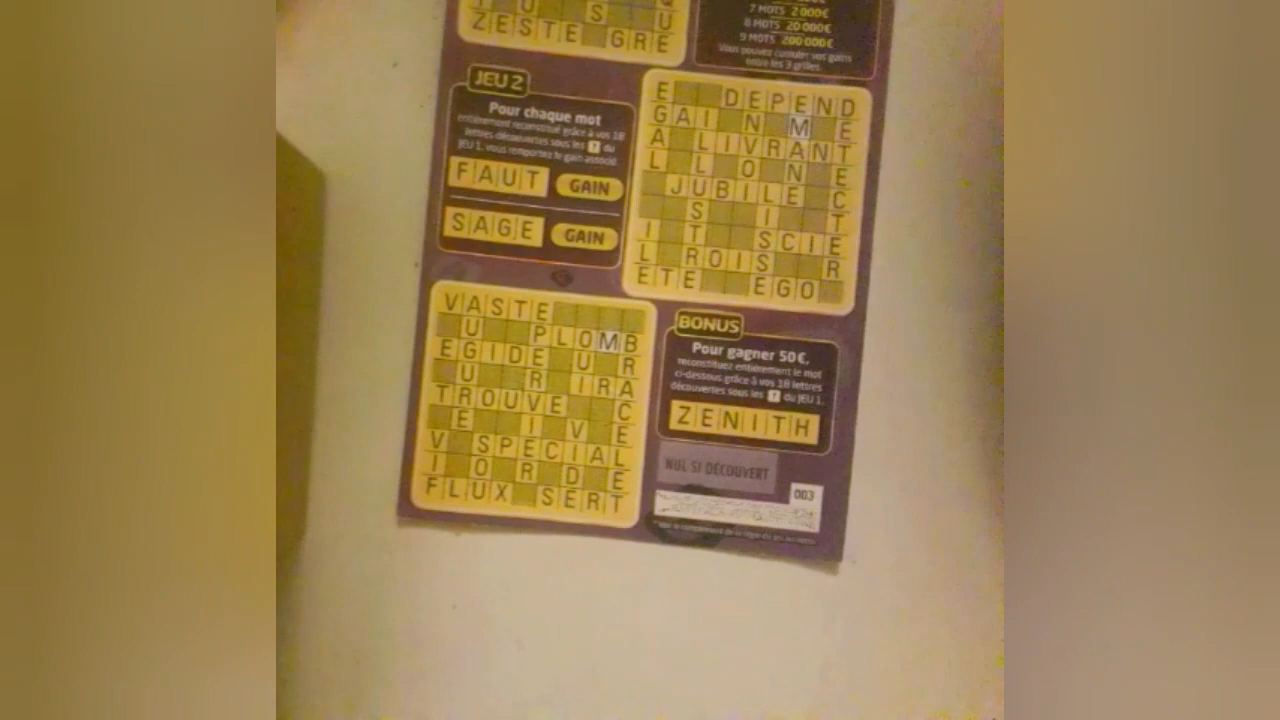 ZESTE GRE
7 MOTS 2 000€
8 MOTS 20 000€
9 MOTS 200 000€
Vous pouvez cumuler vos gains
entre les 3 grilles.
JEU 2
Pour chaque mot
entièrement reconstitué grâce à vos 18
lettres découvertes sous les ? du
JEU 1, vous remportez le gain associé.
FAUT GAIN
SAGE GAIN
E DEPEND
GAI N M E
A LIVRANT
L L O N E
JUBILE C
S I T
I T SCIE
L TROIS R
ETE EGO
VASTE
U PLOMB
EGIDE U R
U R IRA
TROUVE C
E I V E
V SPECIAL
I O R D E
FLUX SERT
BONUS
Pour gagner 50€,
reconstituez entièrement le mot
ci-dessous grâce à vos 18 lettres
découvertes sous les ? du JEU 1.
ZENITH
NUL SI DÉCOUVERT
003